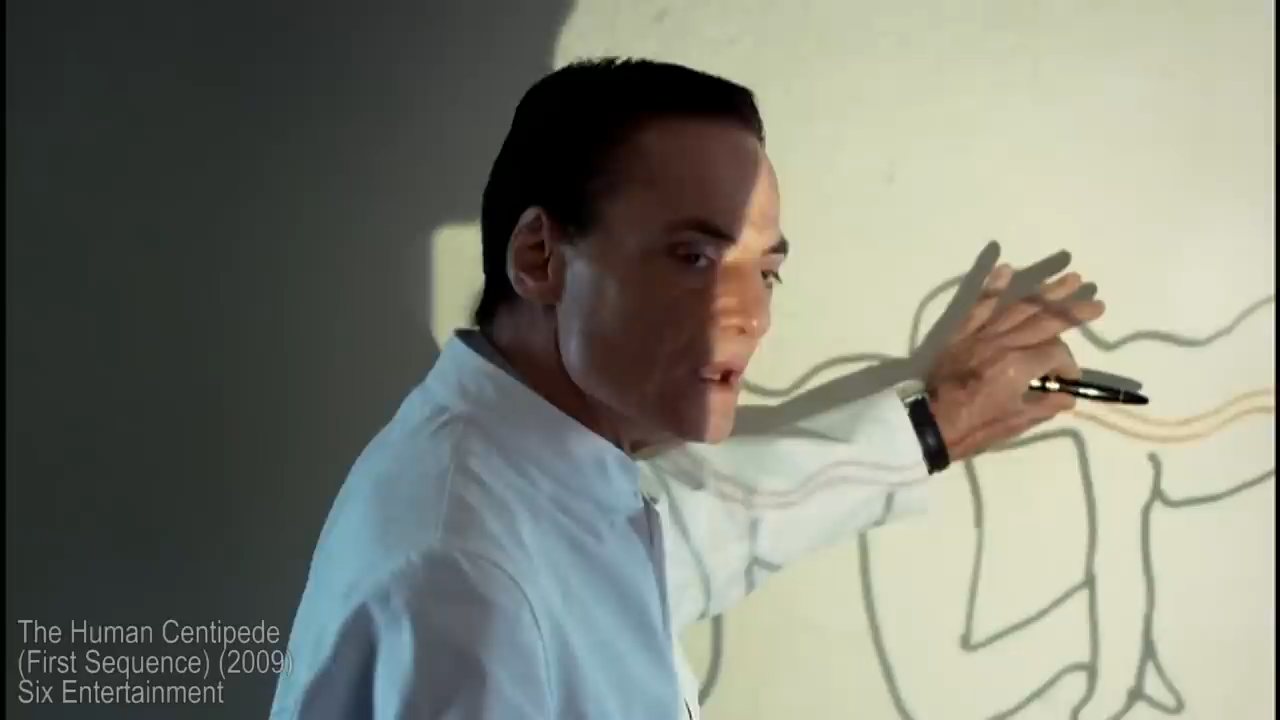 The Human Centipede
(First Sequence) (2009)
Six Entertainment